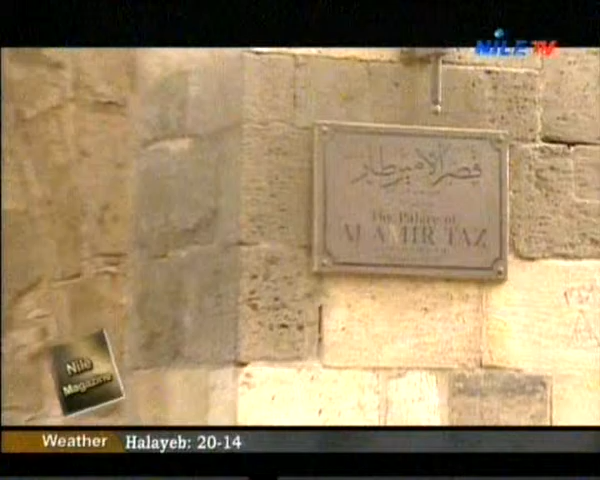 NiLE TV
قصر الأمير طاز
The Palace of
AL AMIR TAZ
Nile
Magazine
Weather Halayeb: 20-14